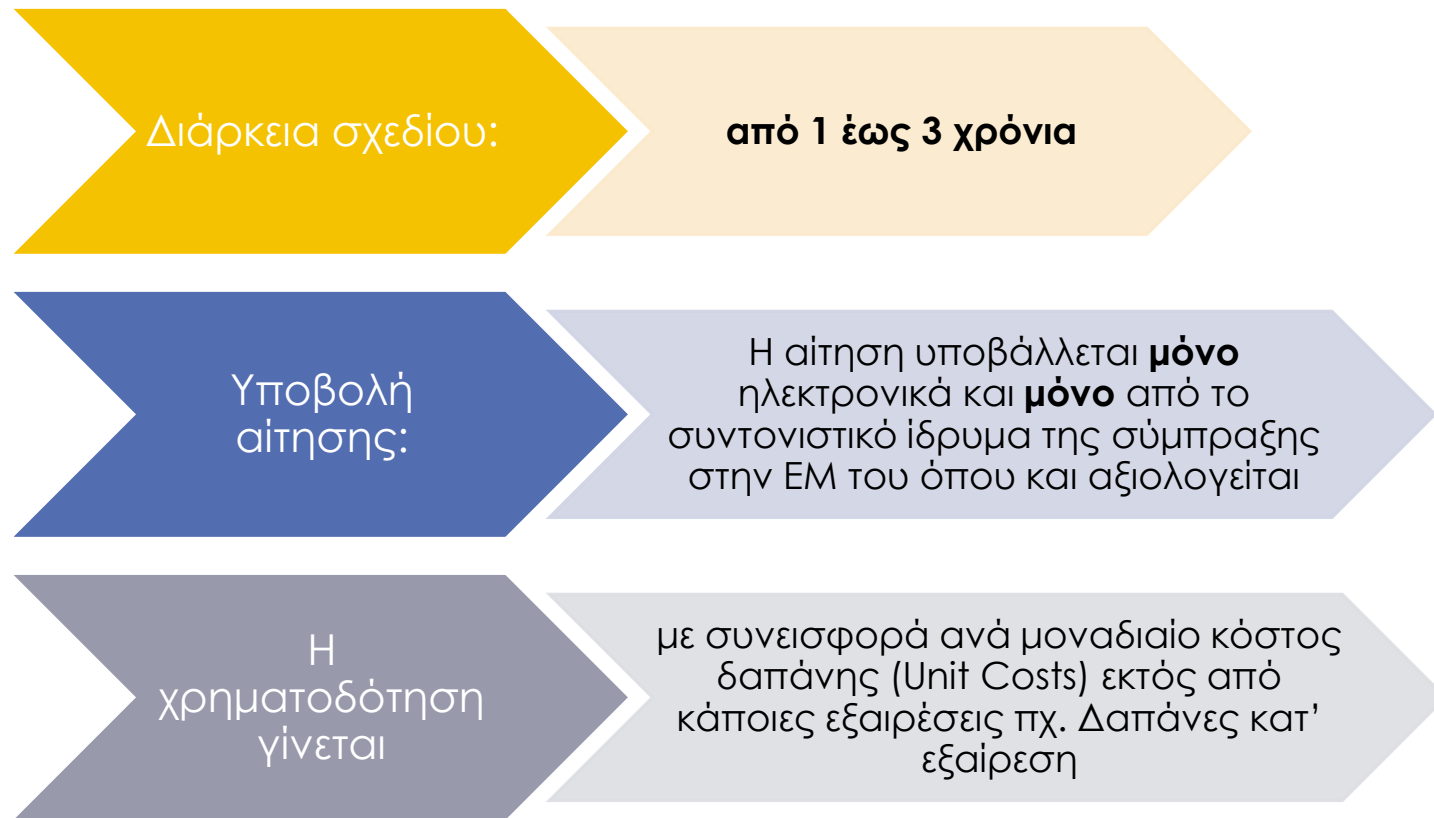 Διάρκεια σχεδίου:
από 1 έως 3 χρόνια
Υποβολή
αίτησης:
Η αίτηση υποβάλλεται μόνο
ηλεκτρονικά και μόνο από το
συντονιστικό ίδρυμα της σύμπραξης
στην ΕΜ του όπου και αξιολογείται
Η
χρηματοδότηση
γίνεται
με συνεισφορά ανά μοναδιαίο κόστος
δαπάνης (Unit Costs) εκτός από
κάποιες εξαιρέσεις πχ. Δαπάνες κατ’
εξαίρεση